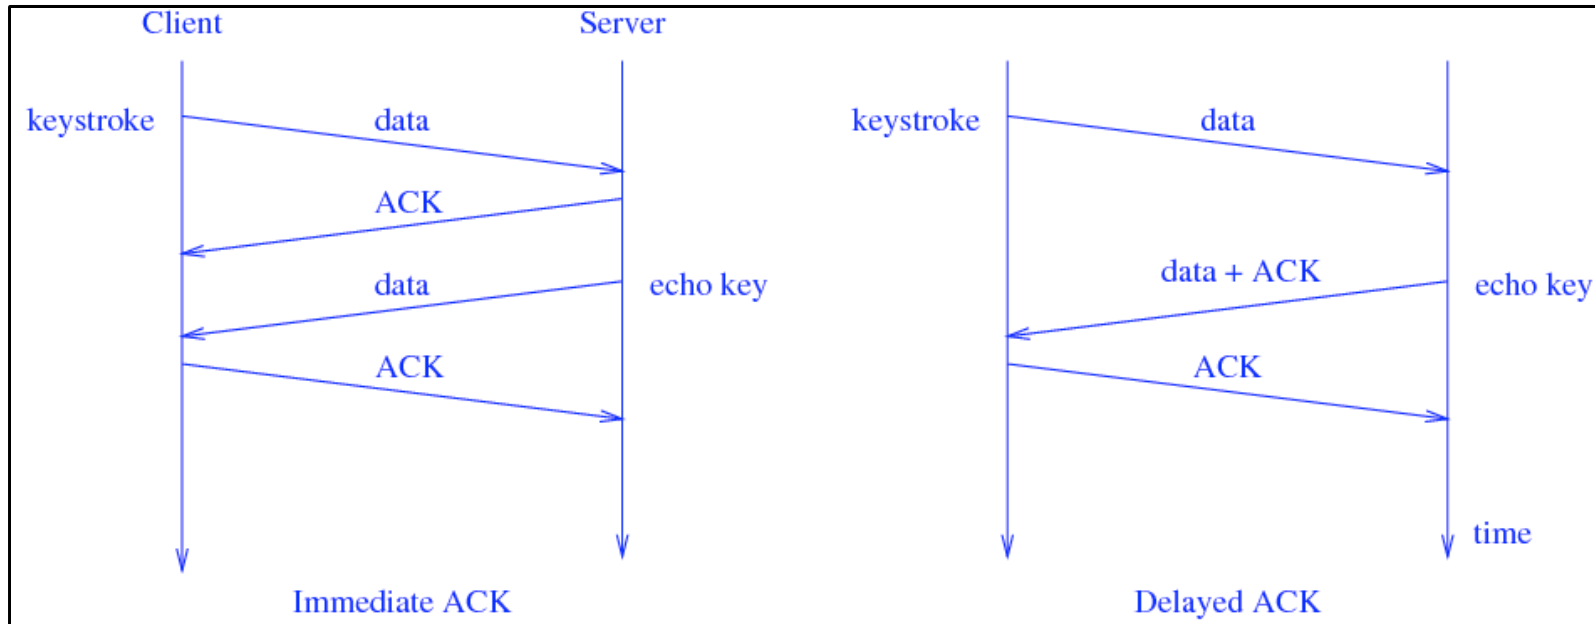 Client
Server
keystroke
data
ACK
data
echo key
ACK
Immediate ACK
keystroke
data
data + ACK
echo key
ACK
time
Delayed ACK